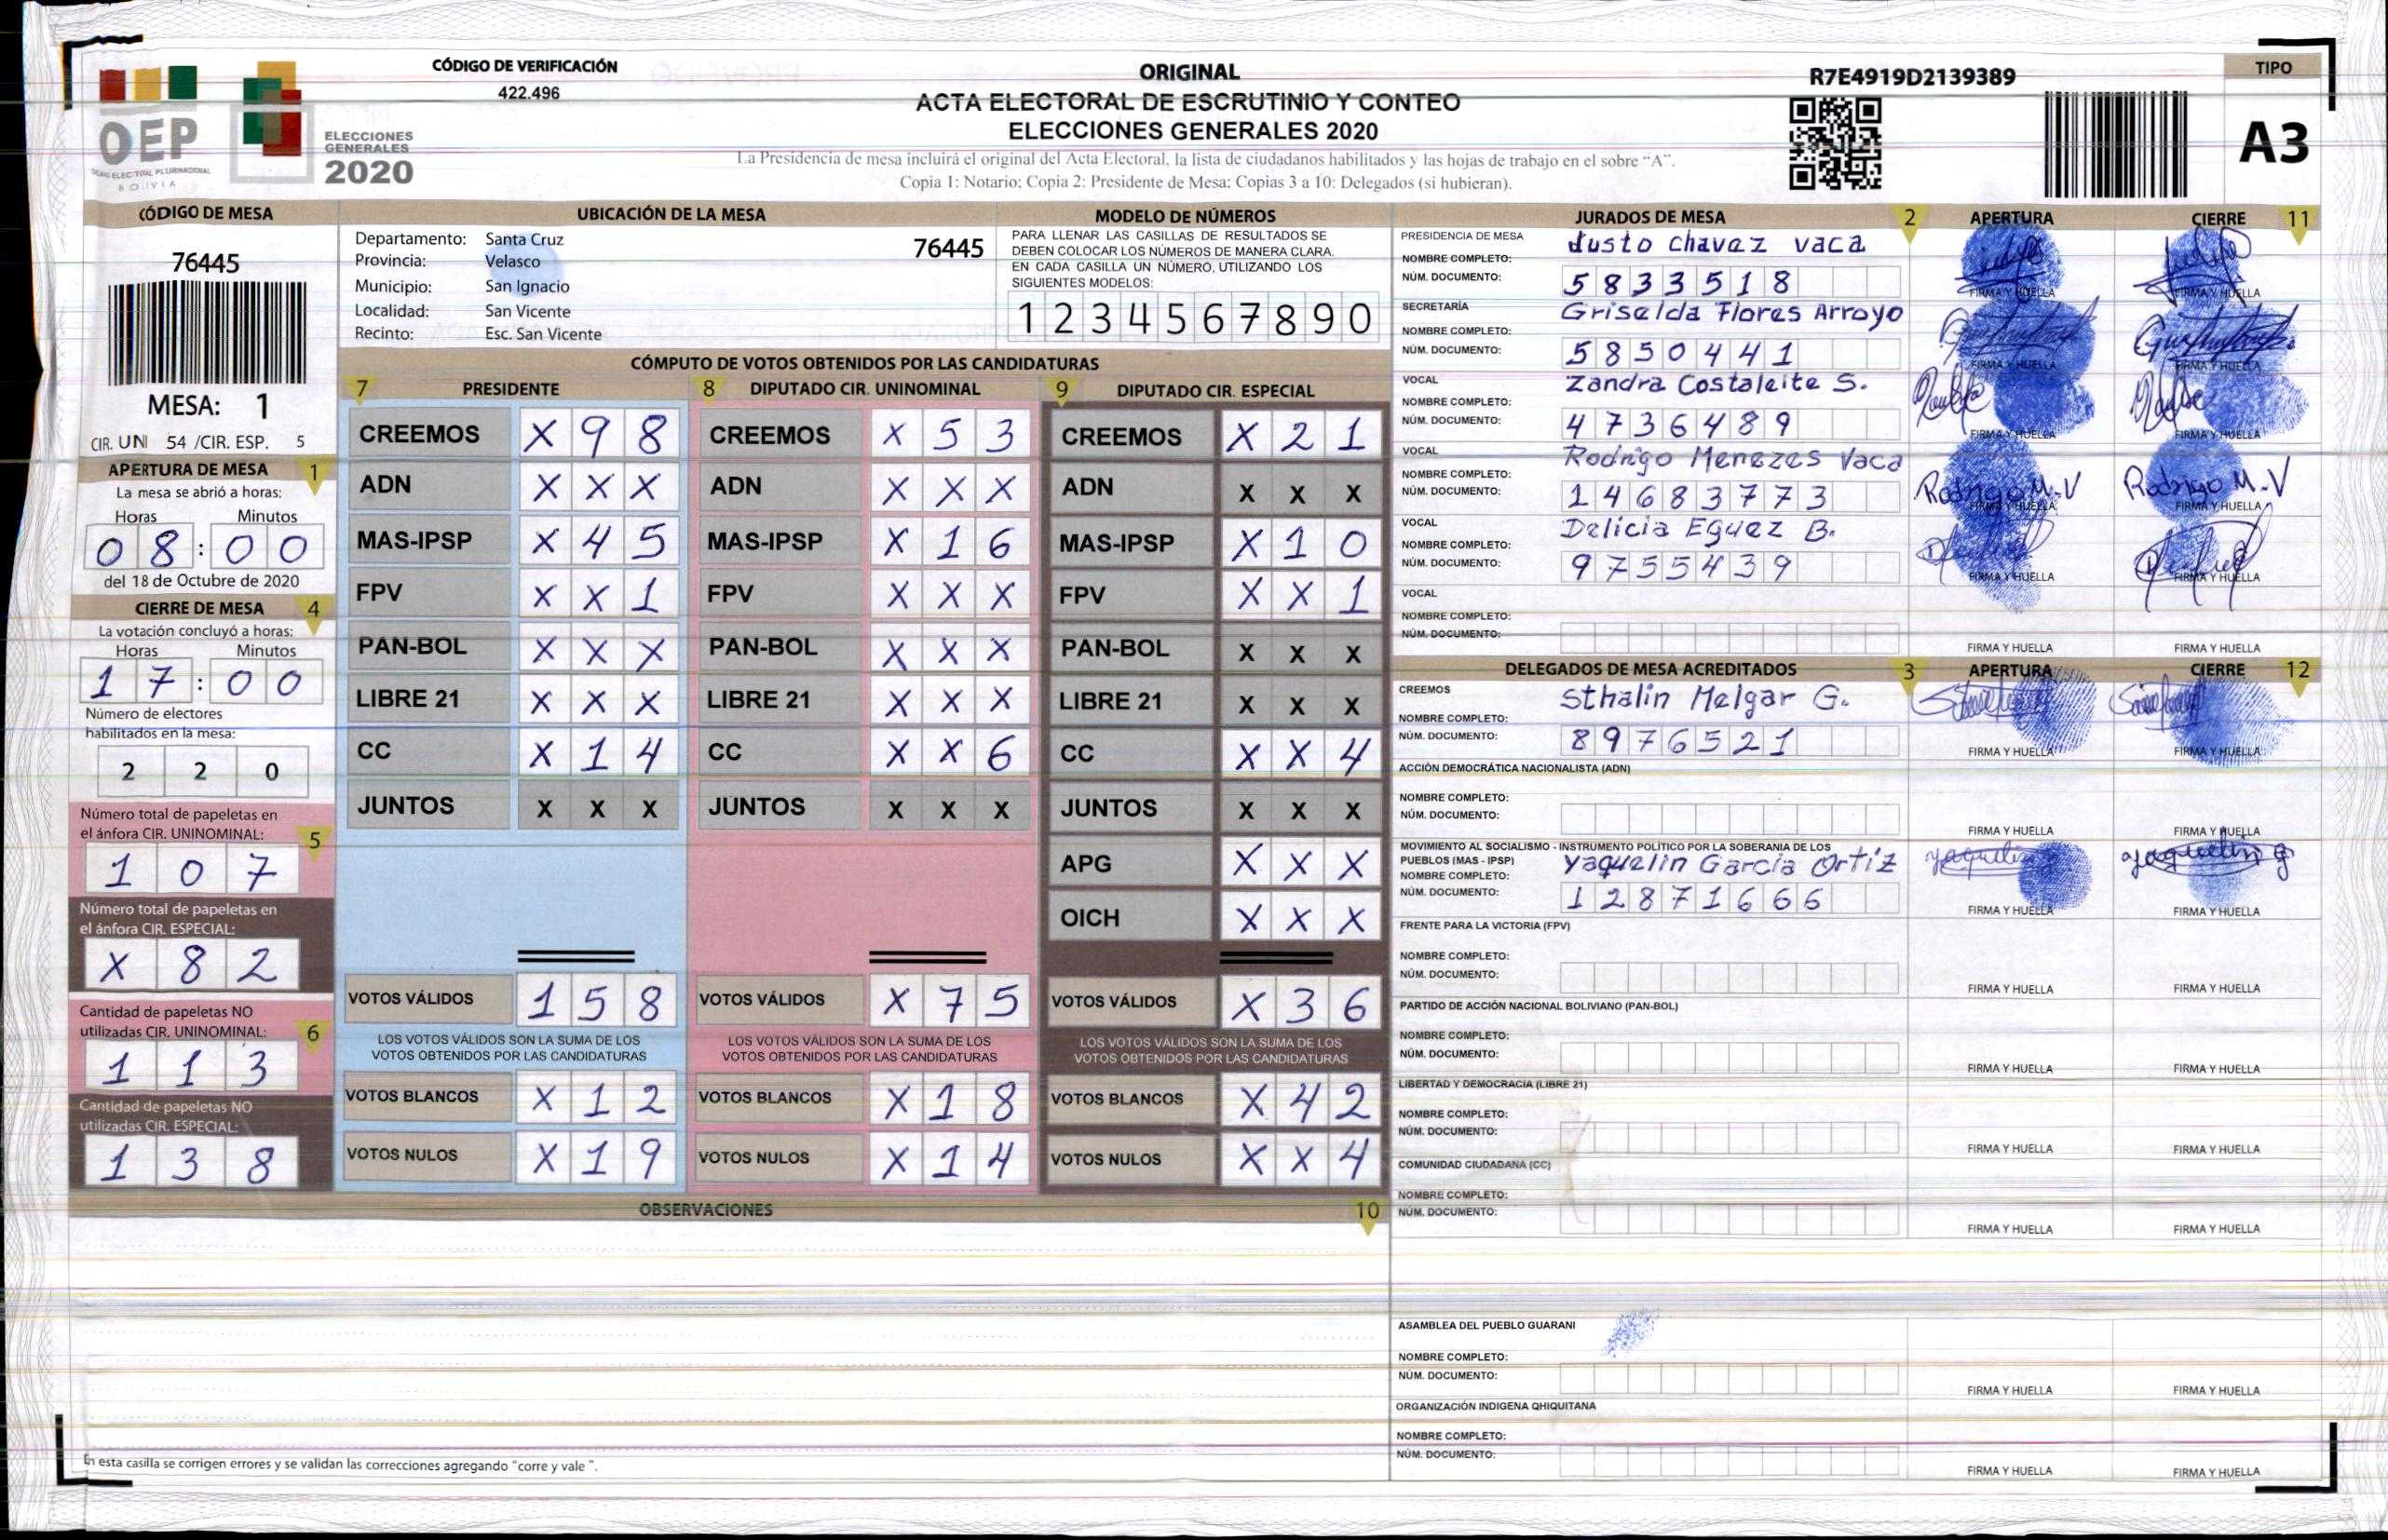 CÓDIGO DE VERIFICACIÓN
422.496
ORIGINAL
ACTA ELECTORAL DE ESCRUTINIO Y CONTEO
ELECCIONES GENERALES 2020
La Presidencia de mesa incluirá el original del Acta Electoral, la lista de ciudadanos habilitados y las hojas de trabajo en el sobre “A”.
Copia 1: Notario; Copia 2: Presidente de Mesa; Copias 3 a 10: Delegados (si hubieran).
R7E4919D2139389
TIPO
A3
OEP
BOLIVIA
ELECCIONES
GENERALES
2020
CÓDIGO DE MESA
76445
MESA: 1
CIR. UNI 54 /CIR. ESP. 5
APERTURA DE MESA 1
La mesa se abrió a horas:
Horas Minutos
0 8 : 0 0
del 18 de Octubre de 2020
CIERRE DE MESA 4
La votación concluyó a horas:
Horas Minutos
1 7 : 0 0
Número de electores
habilitados en la mesa:
2 2 0
Número total de papeletas en
el ánfora CIR. UNINOMINAL: 5
1 0 7
Número total de papeletas en
el ánfora CIR. ESPECIAL:
X 8 2
Cantidad de papeletas NO
utilizadas CIR. UNINOMINAL: 6
1 1 3
Cantidad de papeletas NO
utilizadas CIR. ESPECIAL:
1 3 8
UBICACIÓN DE LA MESA
Departamento: Santa Cruz 76445
Provincia: Velasco
Municipio: San Ignacio
Localidad: San Vicente
Recinto: Esc. San Vicente
MODELO DE NÚMEROS
PARA LLENAR LAS CASILLAS DE RESULTADOS SE
DEBEN COLOCAR LOS NÚMEROS DE MANERA CLARA.
EN CADA CASILLA UN NÚMERO, UTILIZANDO LOS
SIGUIENTES MODELOS:
1 2 3 4 5 6 7 8 9 0
CÓMPUTO DE VOTOS OBTENIDOS POR LAS CANDIDATURAS
7 PRESIDENTE
CREEMOS X 9 8
ADN X X X
MAS-IPSP X 4 5
FPV X X 1
PAN-BOL X X X
LIBRE 21 X X X
CC X 1 4
JUNTOS X X X
VOTOS VÁLIDOS 1 5 8
LOS VOTOS VÁLIDOS SON LA SUMA DE LOS
VOTOS OBTENIDOS POR LAS CANDIDATURAS
VOTOS BLANCOS X 1 2
VOTOS NULOS X 1 9
8 DIPUTADO CIR. UNINOMINAL
CREEMOS X 5 3
ADN X X X
MAS-IPSP X 1 6
FPV X X X
PAN-BOL X X X
LIBRE 21 X X X
CC X X 6
JUNTOS X X X
VOTOS VÁLIDOS X 7 5
LOS VOTOS VÁLIDOS SON LA SUMA DE LOS
VOTOS OBTENIDOS POR LAS CANDIDATURAS
VOTOS BLANCOS X 1 8
VOTOS NULOS X 1 4
9 DIPUTADO CIR. ESPECIAL
CREEMOS X 2 1
ADN X X X
MAS-IPSP X 1 0
FPV X X 1
PAN-BOL X X X
LIBRE 21 X X X
CC X X 4
JUNTOS X X X
APG X X X
OICH X X X
VOTOS VÁLIDOS X 3 6
LOS VOTOS VÁLIDOS SON LA SUMA DE LOS
VOTOS OBTENIDOS POR LAS CANDIDATURAS
VOTOS BLANCOS X 4 2
VOTOS NULOS X X 4
OBSERVACIONES 10
En esta casilla se corrigen errores y se validan las correcciones agregando “corre y vale ”.
JURADOS DE MESA 2 APERTURA CIERRE 11
PRESIDENCIA DE MESA
NOMBRE COMPLETO: Justo Chavez Vaca
NÚM. DOCUMENTO: 5833518
FIRMA Y HUELLA FIRMA Y HUELLA
SECRETARÍA
NOMBRE COMPLETO: Griselda Flores Arroyo
NÚM. DOCUMENTO: 5850441
FIRMA Y HUELLA FIRMA Y HUELLA
VOCAL
NOMBRE COMPLETO: Zandra Costaleite S.
NÚM. DOCUMENTO: 4736489
FIRMA Y HUELLA FIRMA Y HUELLA
VOCAL
NOMBRE COMPLETO: Rodrigo Menezes Vaca
NÚM. DOCUMENTO: 14683773
Rodrigo M.V Rodrigo M.V
FIRMA Y HUELLA FIRMA Y HUELLA
VOCAL
NOMBRE COMPLETO: Delicia Eguez B.
NÚM. DOCUMENTO: 9755439
FIRMA Y HUELLA FIRMA Y HUELLA
VOCAL
NOMBRE COMPLETO:
NÚM. DOCUMENTO:
FIRMA Y HUELLA FIRMA Y HUELLA
DELEGADOS DE MESA ACREDITADOS 3 APERTURA CIERRE 12
CREEMOS
NOMBRE COMPLETO: Sthalin Melgar G.
NÚM. DOCUMENTO: 8976521
FIRMA Y HUELLA FIRMA Y HUELLA
ACCIÓN DEMOCRÁTICA NACIONALISTA (ADN)
NOMBRE COMPLETO:
NÚM. DOCUMENTO:
FIRMA Y HUELLA FIRMA Y HUELLA
MOVIMIENTO AL SOCIALISMO - INSTRUMENTO POLÍTICO POR LA SOBERANIA DE LOS
PUEBLOS (MAS - IPSP)
NOMBRE COMPLETO: Yaquelin García Ortiz
NÚM. DOCUMENTO: 12871666
Yaquelin g Yaquelin g
FIRMA Y HUELLA FIRMA Y HUELLA
FRENTE PARA LA VICTORIA (FPV)
NOMBRE COMPLETO:
NÚM. DOCUMENTO:
FIRMA Y HUELLA FIRMA Y HUELLA
PARTIDO DE ACCIÓN NACIONAL BOLIVIANO (PAN-BOL)
NOMBRE COMPLETO:
NÚM. DOCUMENTO:
FIRMA Y HUELLA FIRMA Y HUELLA
LIBERTAD Y DEMOCRACIA (LIBRE 21)
NOMBRE COMPLETO:
NÚM. DOCUMENTO:
FIRMA Y HUELLA FIRMA Y HUELLA
COMUNIDAD CIUDADANA (CC)
NOMBRE COMPLETO:
NÚM. DOCUMENTO:
FIRMA Y HUELLA FIRMA Y HUELLA
ASAMBLEA DEL PUEBLO GUARANI
NOMBRE COMPLETO:
NÚM. DOCUMENTO:
FIRMA Y HUELLA FIRMA Y HUELLA
ORGANIZACIÓN INDIGENA QHIQUITANA
NOMBRE COMPLETO:
NÚM. DOCUMENTO:
FIRMA Y HUELLA FIRMA Y HUELLA